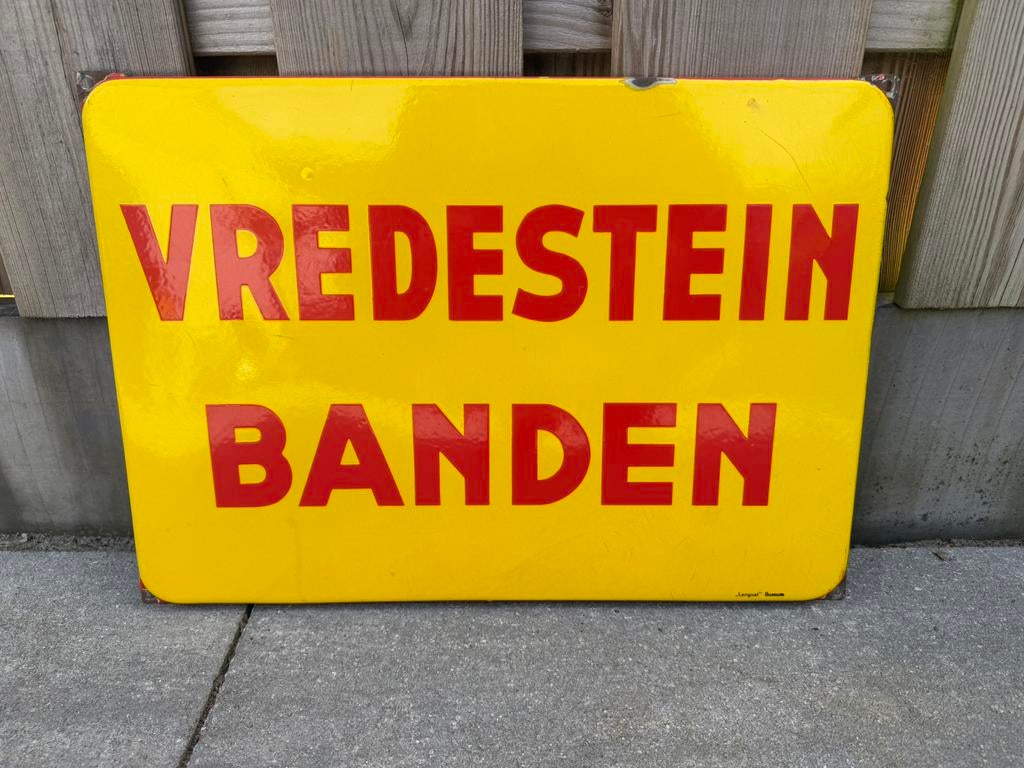 VREDESTEIN
BANDEN
„Langcat” Bussum